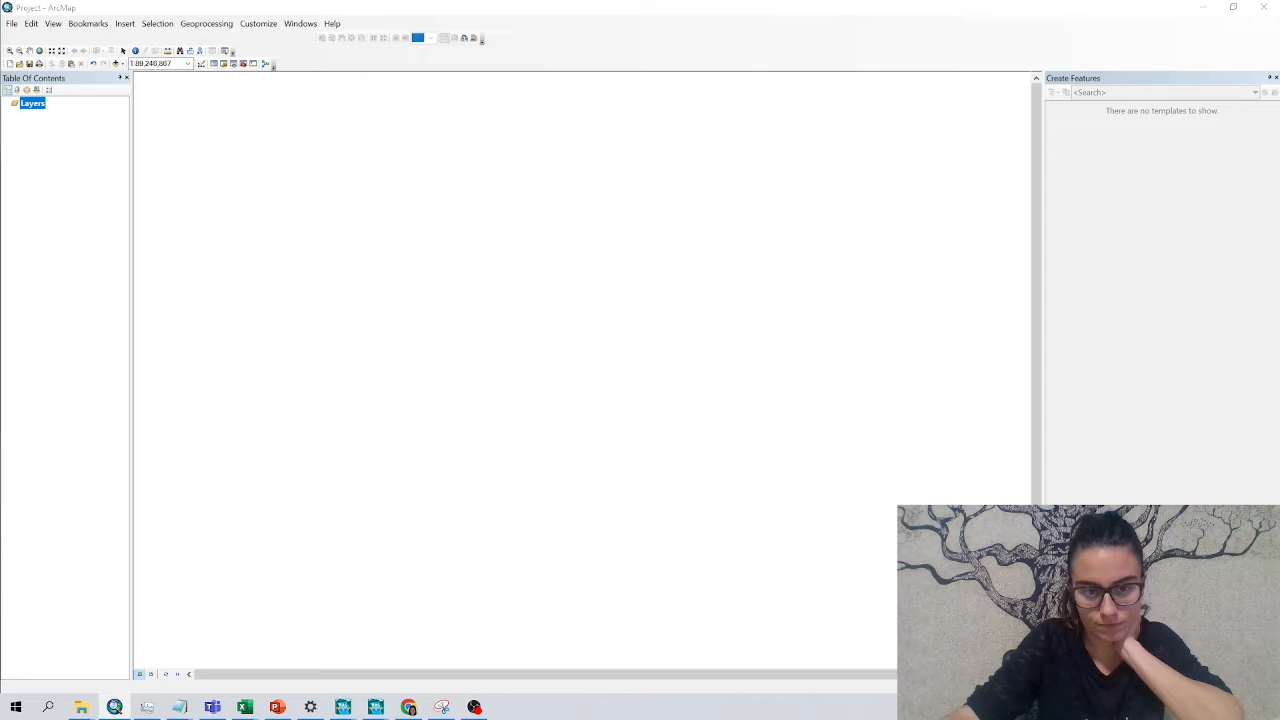 Project - ArcMap
File Edit View Bookmarks Insert Selection Geoprocessing Customize Windows Help
1:89,246,867
Table Of Contents
Create Features
<Search>
Layers
There are no templates to show.